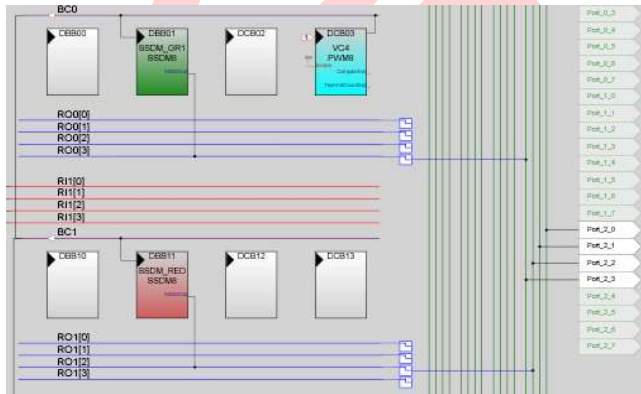 BC0
DBB00
DBB01
SSDM_GR1
SSDM8
DCB02
DCB03
VC4
PWM8
1
RO0[0]
RO0[1]
RO0[2]
RO0[3]
RI1[0]
RI1[1]
RI1[2]
RI1[3]
BC1
DBB10
DBB11
SSDM_RE0
SSDM8
DCB12
DCB13
RO1[0]
RO1[1]
RO1[2]
RO1[3]
Port_0_3
Port_0_4
Port_0_5
Port_0_6
Port_0_7
Port_1_0
Port_1_1
Port_1_2
Port_1_3
Port_1_4
Port_1_5
Port_1_6
Port_1_7
Port_2_0
Port_2_1
Port_2_2
Port_2_3
Port_2_4
Port_2_5
Port_2_6
Port_2_7